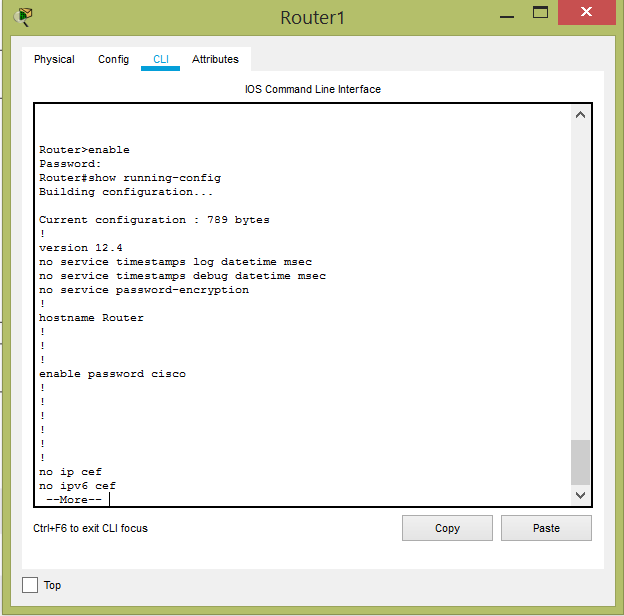 Router1
Physical Config CLI Attributes
IOS Command Line Interface
Router>enable
Password:
Router#show running-config
Building configuration...
Current configuration : 789 bytes
!
version 12.4
no service timestamps log datetime msec
no service timestamps debug datetime msec
no service password-encryption
!
hostname Router
!
!
!
enable password cisco
!
!
!
!
!
!
no ip cef
no ipv6 cef
--More--
Ctrl+F6 to exit CLI focus
Copy Paste
Top